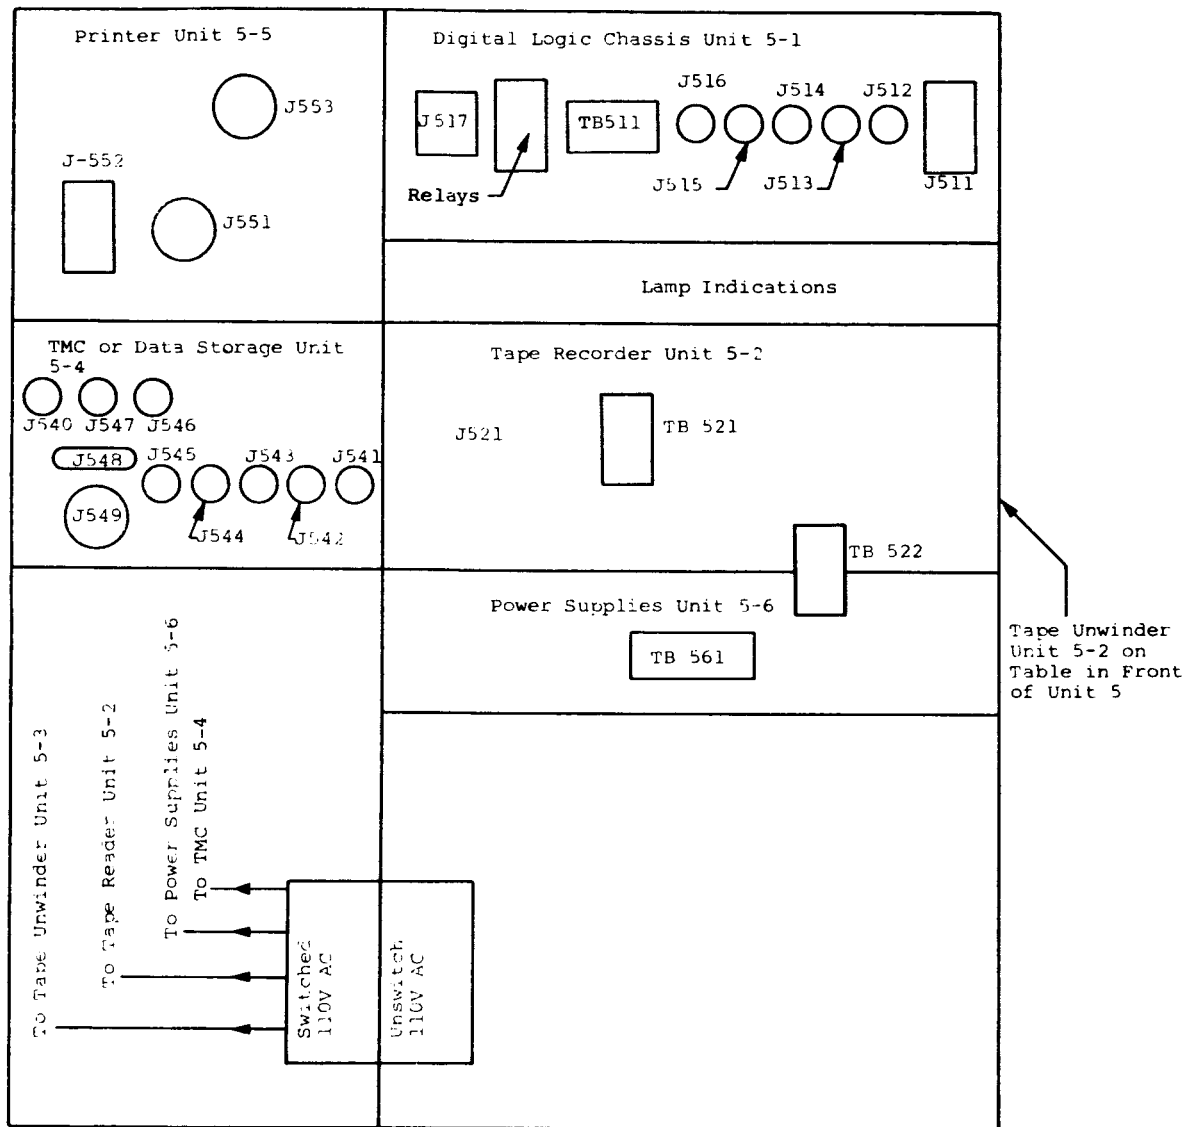 Printer Unit 5-5
J553
J-552
J551
Digital Logic Chassis Unit 5-1
J516
J514
J512
J517
TB511
J515
J513
J511
Relays
Lamp Indications
TMC or Data Storage Unit
5-4
J540
J547
J546
J548
J545
J543
J541
J549
J544
J542
Tape Recorder Unit 5-2
J521
TB 521
TB 522
Power Supplies Unit 5-6
TB 561
Tape Unwinder
Unit 5-2 on
Table in Front
of Unit 5
To Tape Unwinder Unit 5-3
To Tape Reader Unit 5-2
To Power Supplies Unit 5-6
To TMC Unit 5-4
Switched
110V AC
Unswitch
110V AC